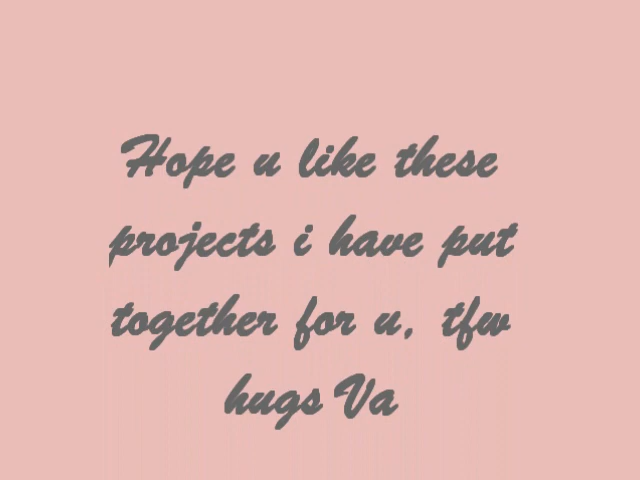 Hope u like these
projects i have put
together for u, tfw
hugs Va